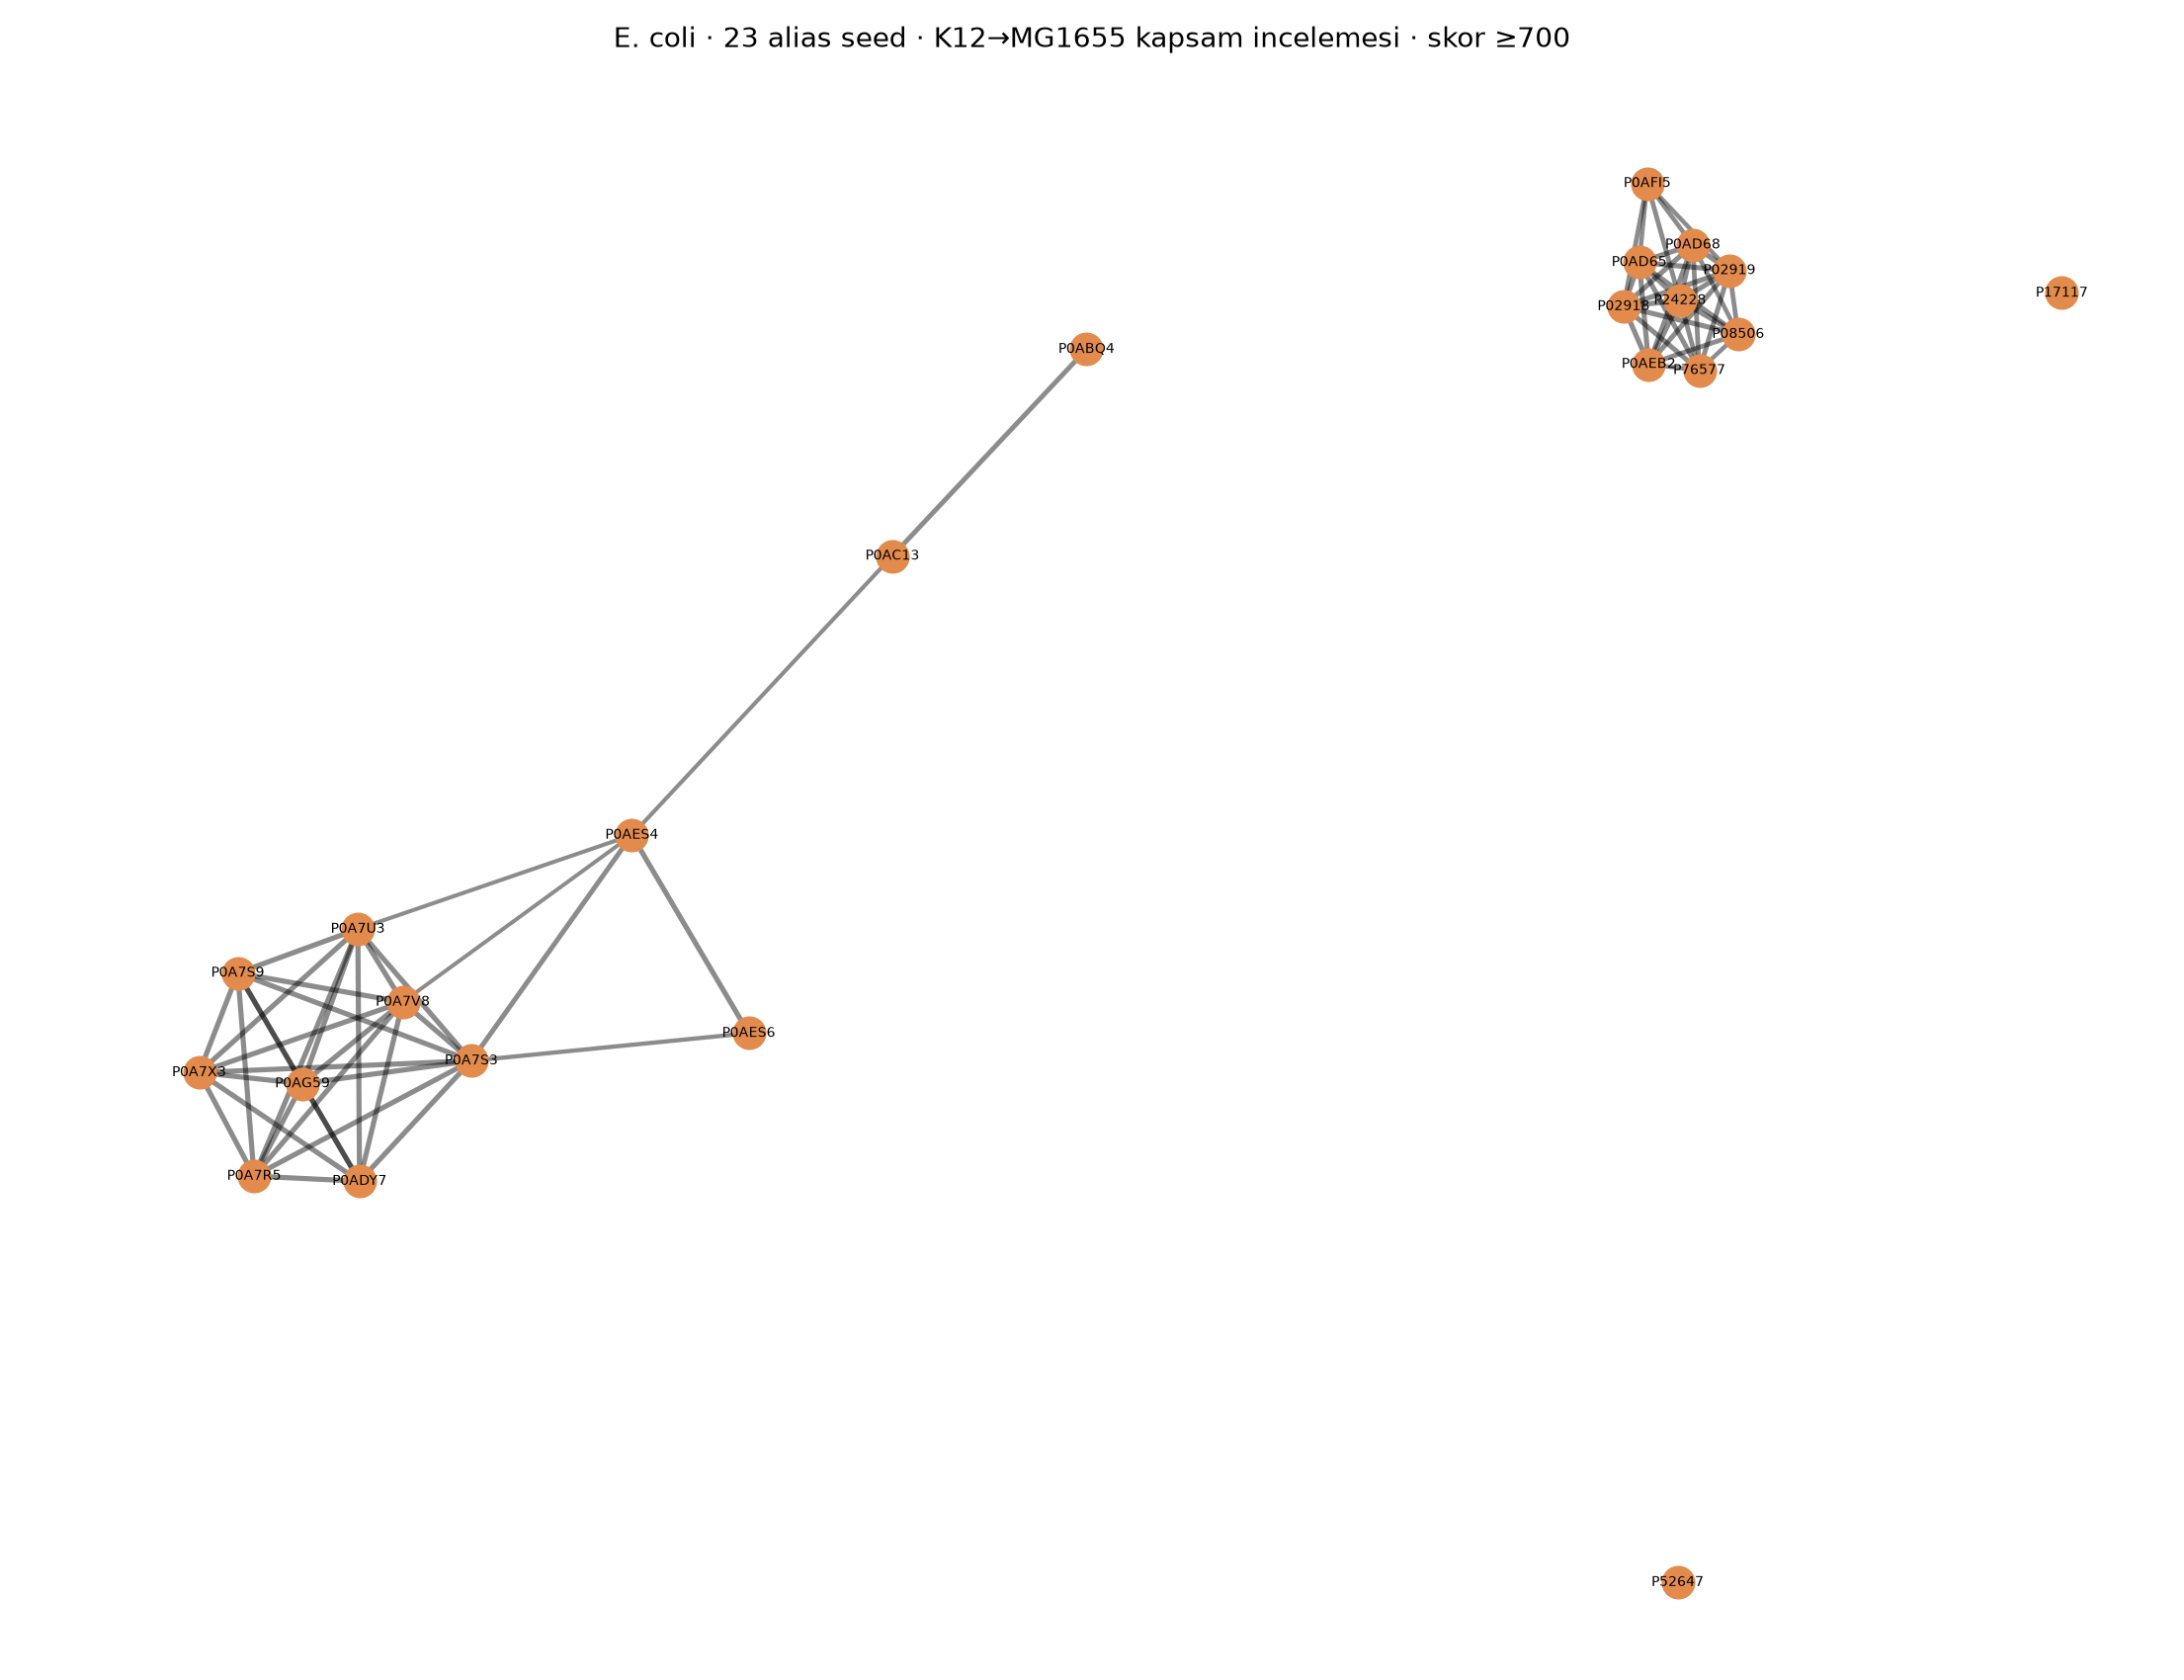 E. coli · 23 alias seed · K12→MG1655 kapsam incelemesi · skor ≥700
P0AFI5
P0AD68
P0AD65
P02919
P17117
P02918
P24228
P08506
P0ABQ4
P0AEB2
P76577
P0AC13
P0AES4
P0A7U3
P0A7S9
P0A7V8
P0AES6
P0A7S3
P0A7X3
P0AG59
P0A7R5
P0ADY7
P52647